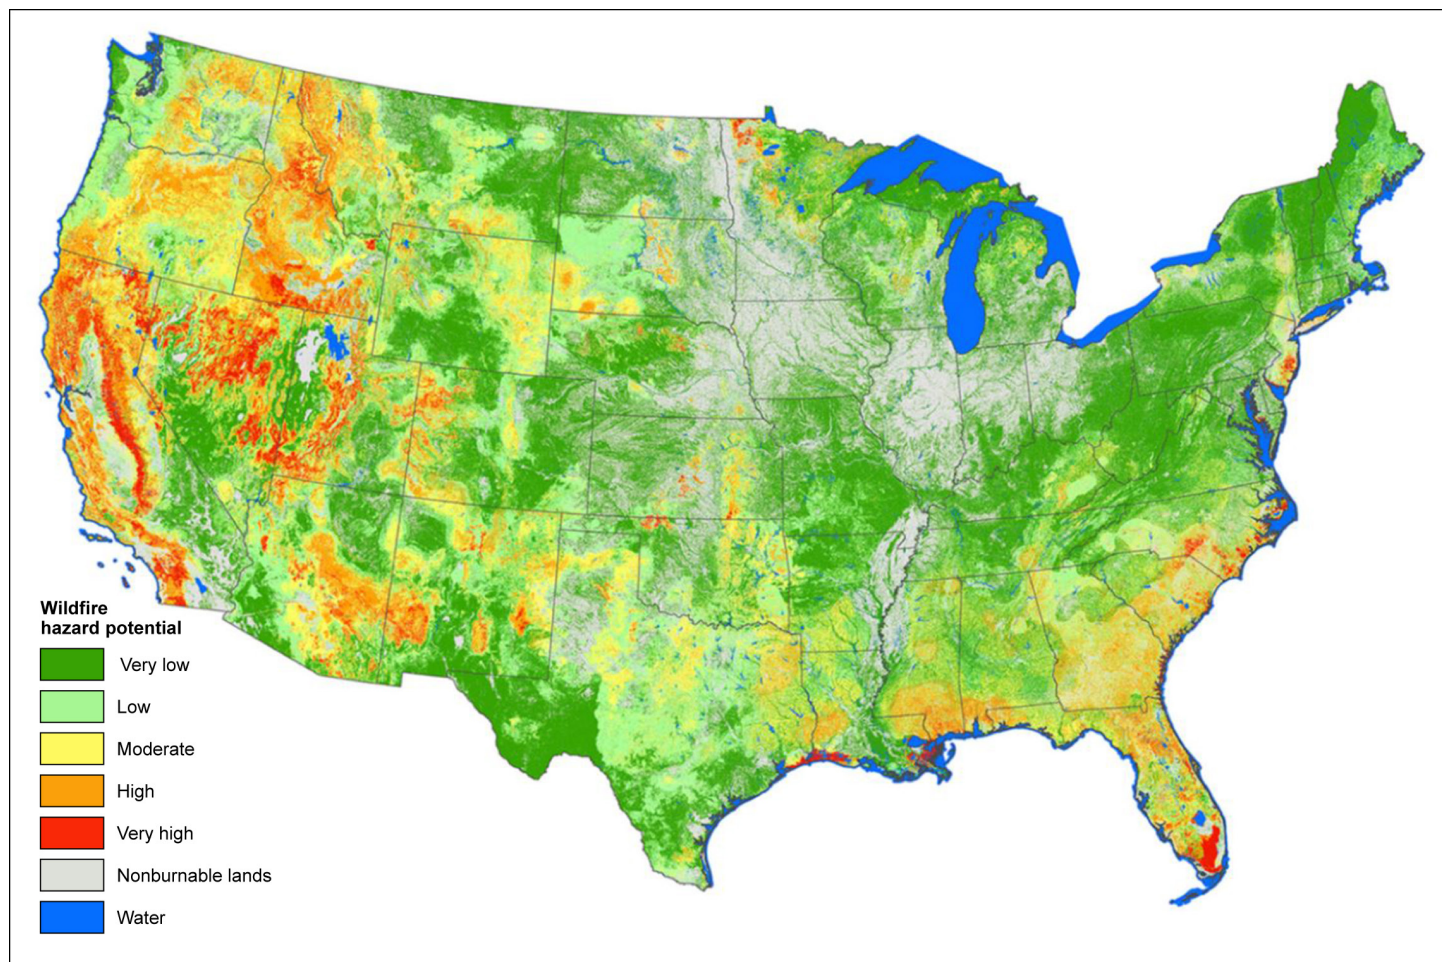 Wildfire
hazard potential
Very low
Low
Moderate
High
Very high
Nonburnable lands
Water